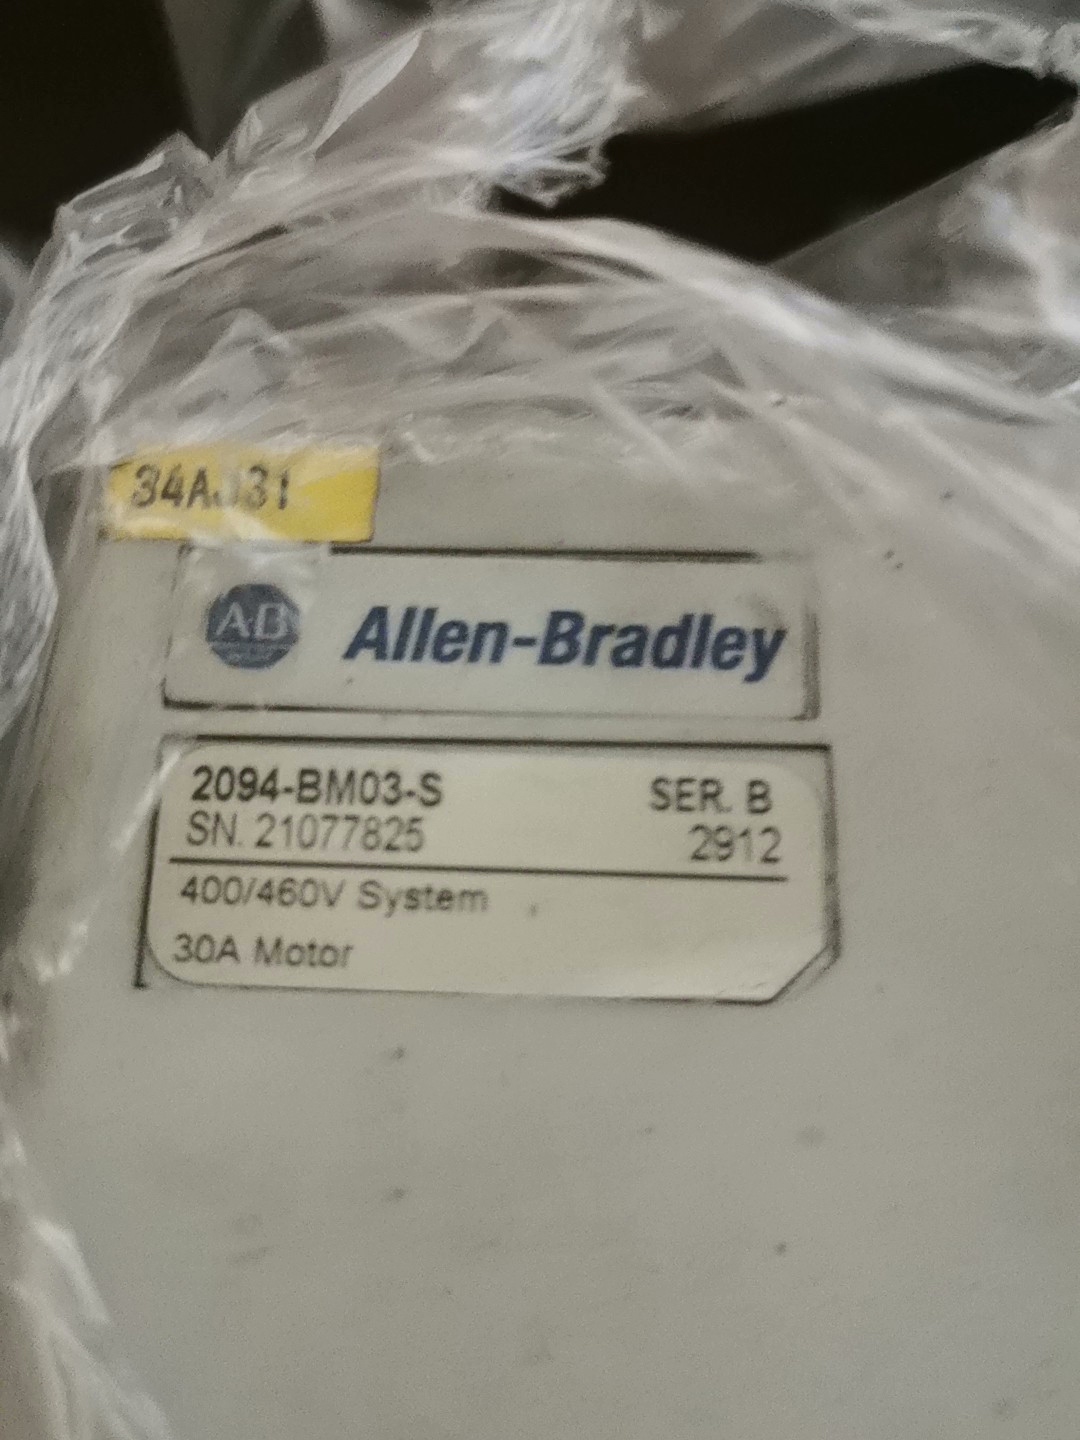 AB
Allen-Bradley
2094-BM03-S SER. B
SN. 21077825 2912
400/460V System
30A Motor